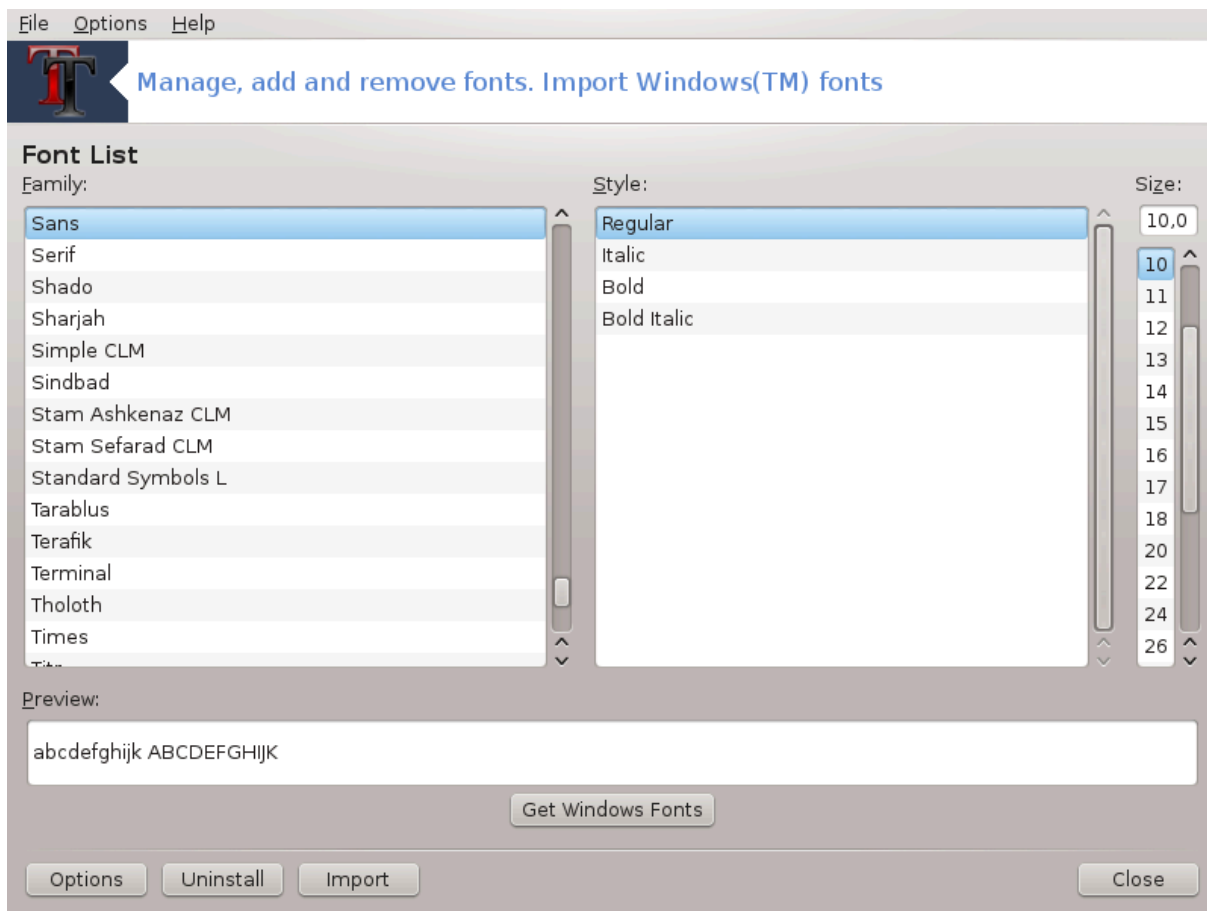 File Options Help
Manage, add and remove fonts. Import Windows(TM) fonts
Font List
Family:
Sans
Serif
Shado
Sharjah
Simple CLM
Sindbad
Stam Ashkenaz CLM
Stam Sefarad CLM
Standard Symbols L
Tarablus
Terafik
Terminal
Tholoth
Times
Style:
Regular
Italic
Bold
Bold Italic
Size:
10,0
10
11
12
13
14
15
16
17
18
20
22
24
26
Preview:
abcdefghijk ABCDEFGHIJK
Get Windows Fonts
Options Uninstall Import Close